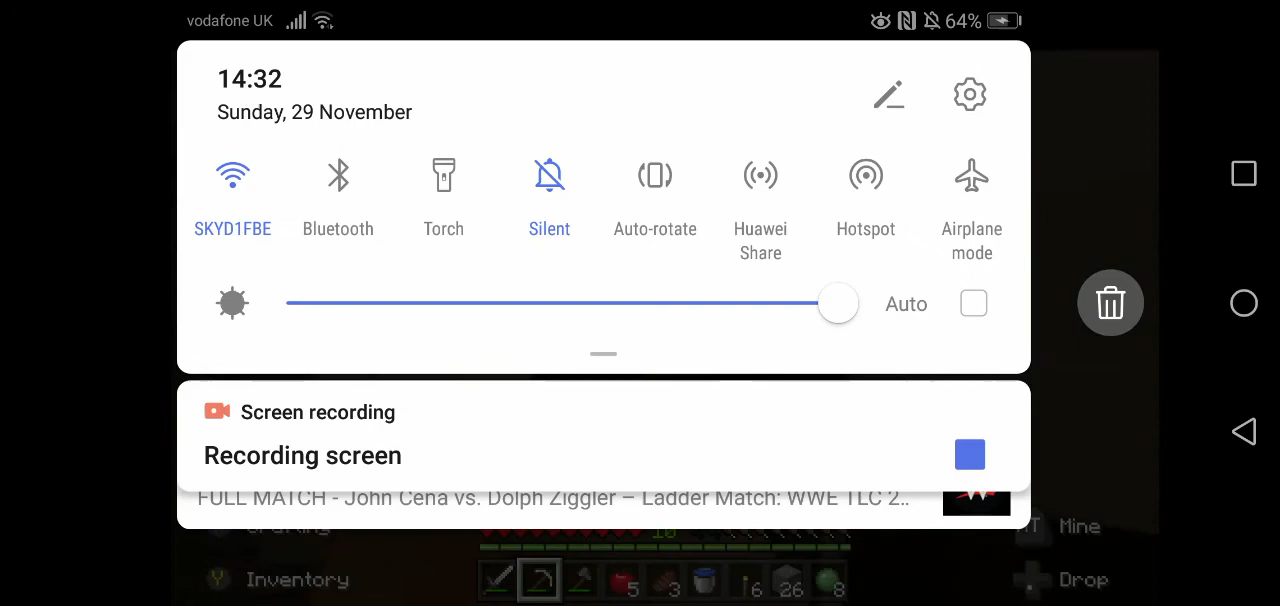 vodafone UK
64%
14:32
Sunday, 29 November
SKYD1FBE
Bluetooth
Torch
Silent
Auto-rotate
Huawei
Share
Hotspot
Airplane
mode
Auto
Screen recording
Recording screen
FULL MATCH - John Cena vs. Dolph Ziggler – Ladder Match: WWE TLC 2..
Crafting
10
Mine
Y
Inventory
5
3
6
26
8
Drop